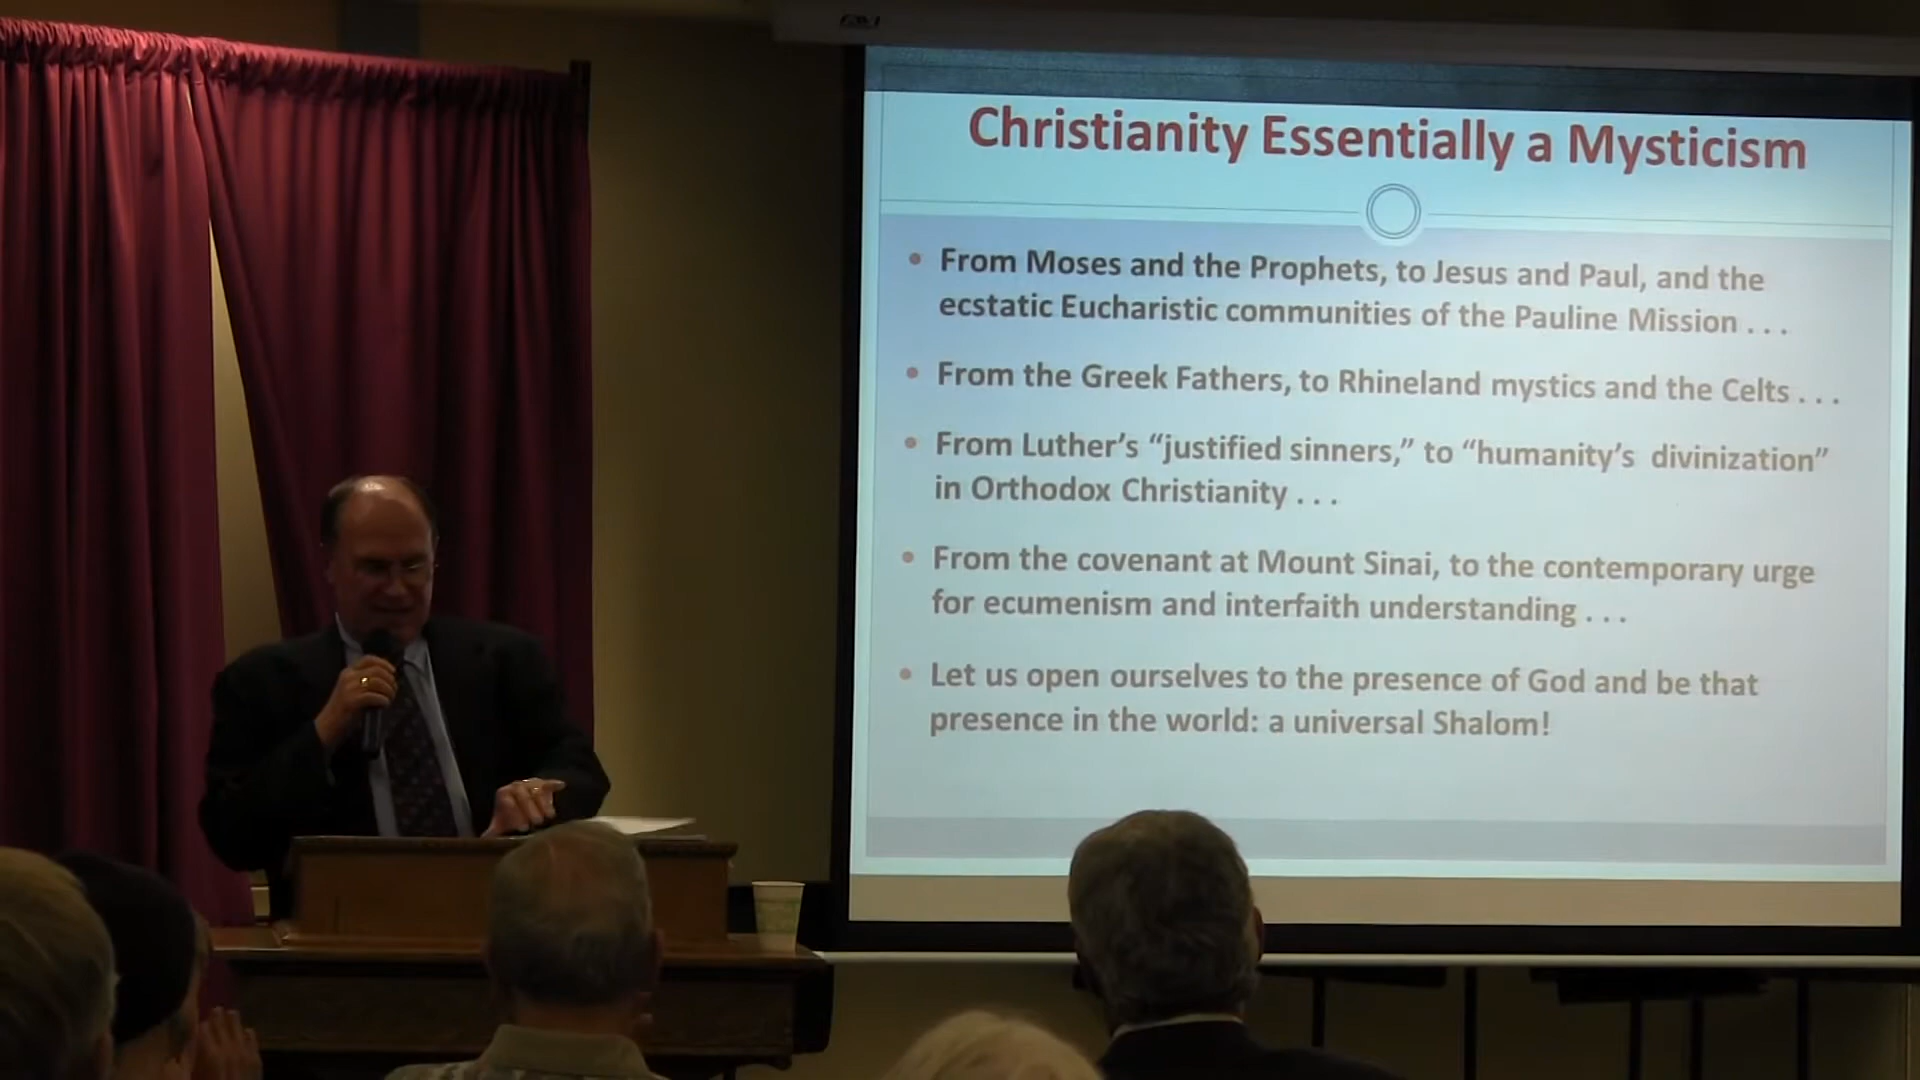 Christianity Essentially a Mysticism
• From Moses and the Prophets, to Jesus and Paul, and the
ecstatic Eucharistic communities of the Pauline Mission . . .
• From the Greek Fathers, to Rhineland mystics and the Celts . . .
• From Luther’s “justified sinners,” to “humanity’s divinization”
in Orthodox Christianity . . .
• From the covenant at Mount Sinai, to the contemporary urge
for ecumenism and interfaith understanding . . .
• Let us open ourselves to the presence of God and be that
presence in the world: a universal Shalom!